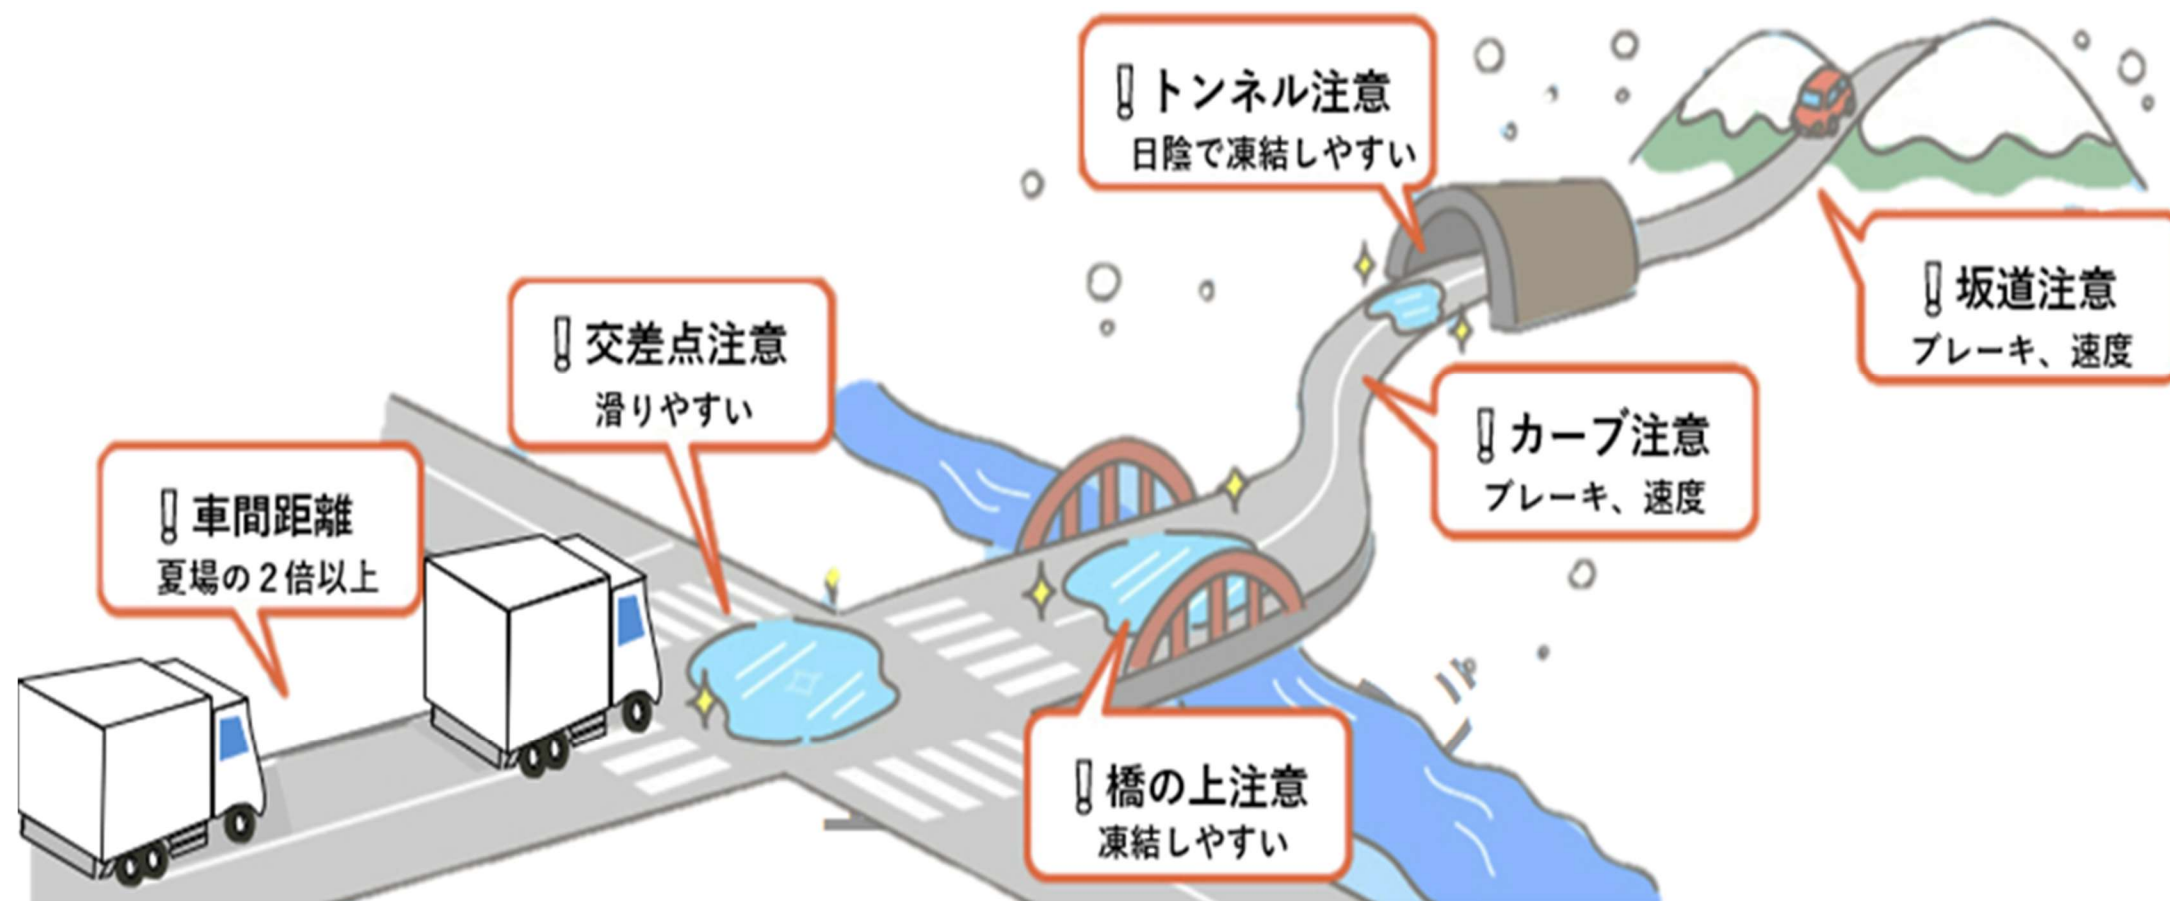 ！トンネル注意
日陰で凍結しやすい
！坂道注意
ブレーキ、速度
！交差点注意
滑りやすい
！カーブ注意
ブレーキ、速度
！車間距離
夏場の２倍以上
！橋の上注意
凍結しやすい